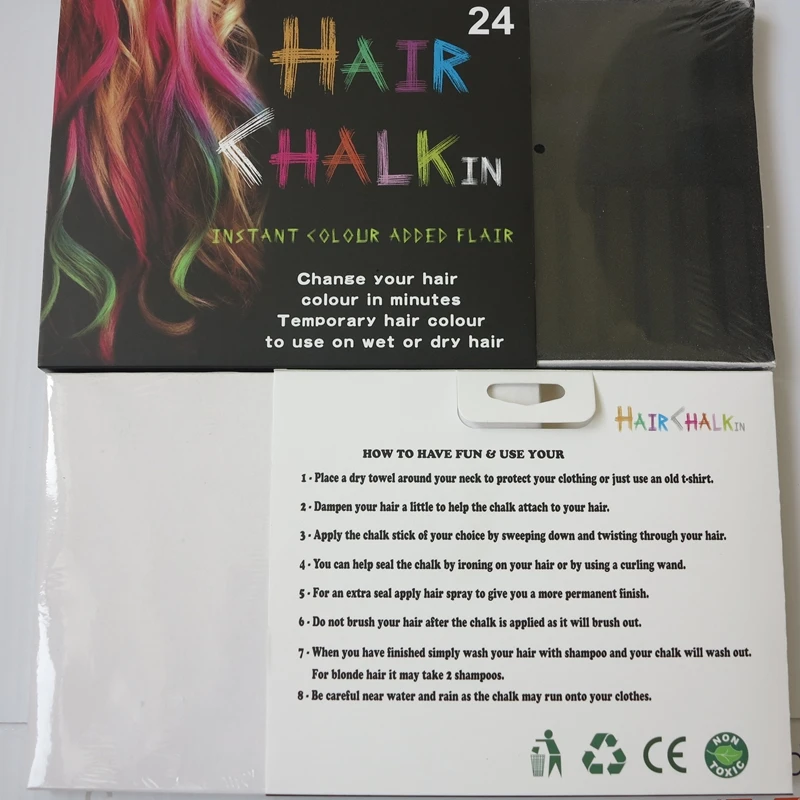 24
HAIR
CHALKIN
INSTANT COLOUR ADDED FLAIR
Change your hair
colour in minutes
Temporary hair colour
to use on wet or dry hair
HAIRCHALKIN
HOW TO HAVE FUN & USE YOUR
1 · Place a dry towel around your neck to protect your clothing or just use an old t-shirt.
2 · Dampen your hair a little to help the chalk attach to your hair.
3 · Apply the chalk stick of your choice by sweeping down and twisting through your hair.
4 · You can help seal the chalk by ironing on your hair or by using a curling wand.
5 · For an extra seal apply hair spray to give you a more permanent finish.
6 · Do not brush your hair after the chalk is applied as it will brush out.
7 · When you have finished simply wash your hair with shampoo and your chalk will wash out.
For blonde hair it may take 2 shampoos.
8 · Be careful near water and rain as the chalk may run onto your clothes.
CE
NON
TOXIC